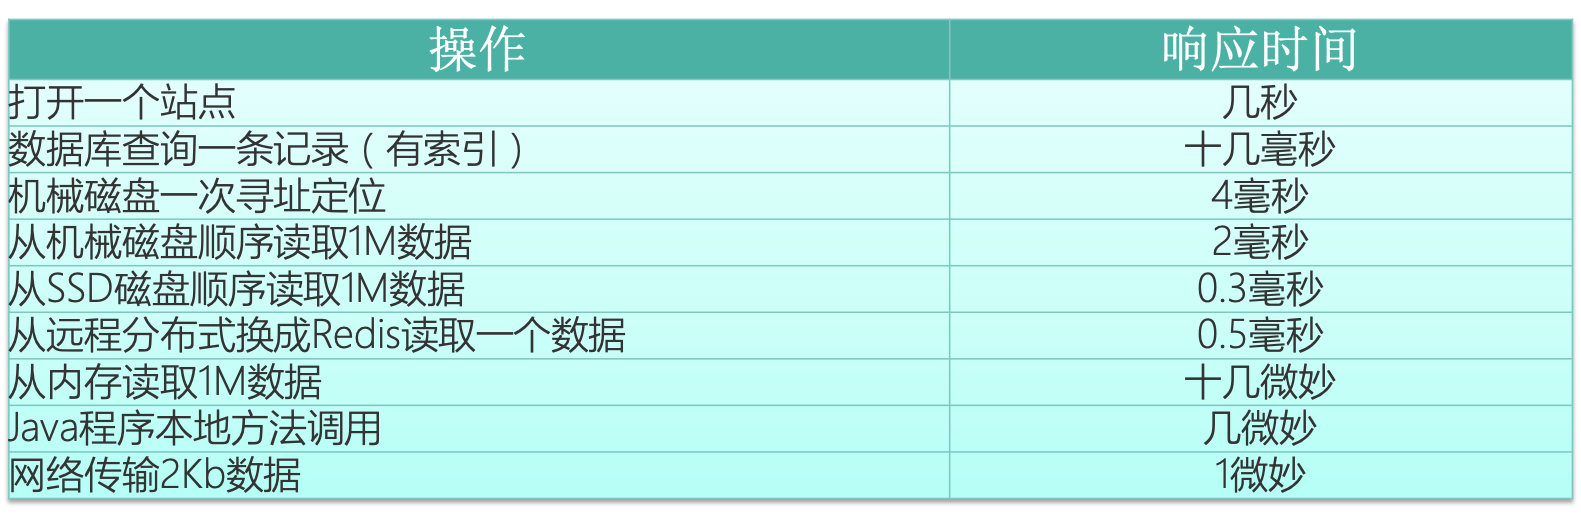 操作 响应时间
打开一个站点 几秒
数据库查询一条记录（有索引） 十几毫秒
机械磁盘一次寻址定位 4毫秒
从机械磁盘顺序读取1M数据 2毫秒
从SSD磁盘顺序读取1M数据 0.3毫秒
从远程分布式换成Redis读取一个数据 0.5毫秒
从内存读取1M数据 十几微妙
Java程序本地方法调用 几微妙
网络传输2Kb数据 1微妙